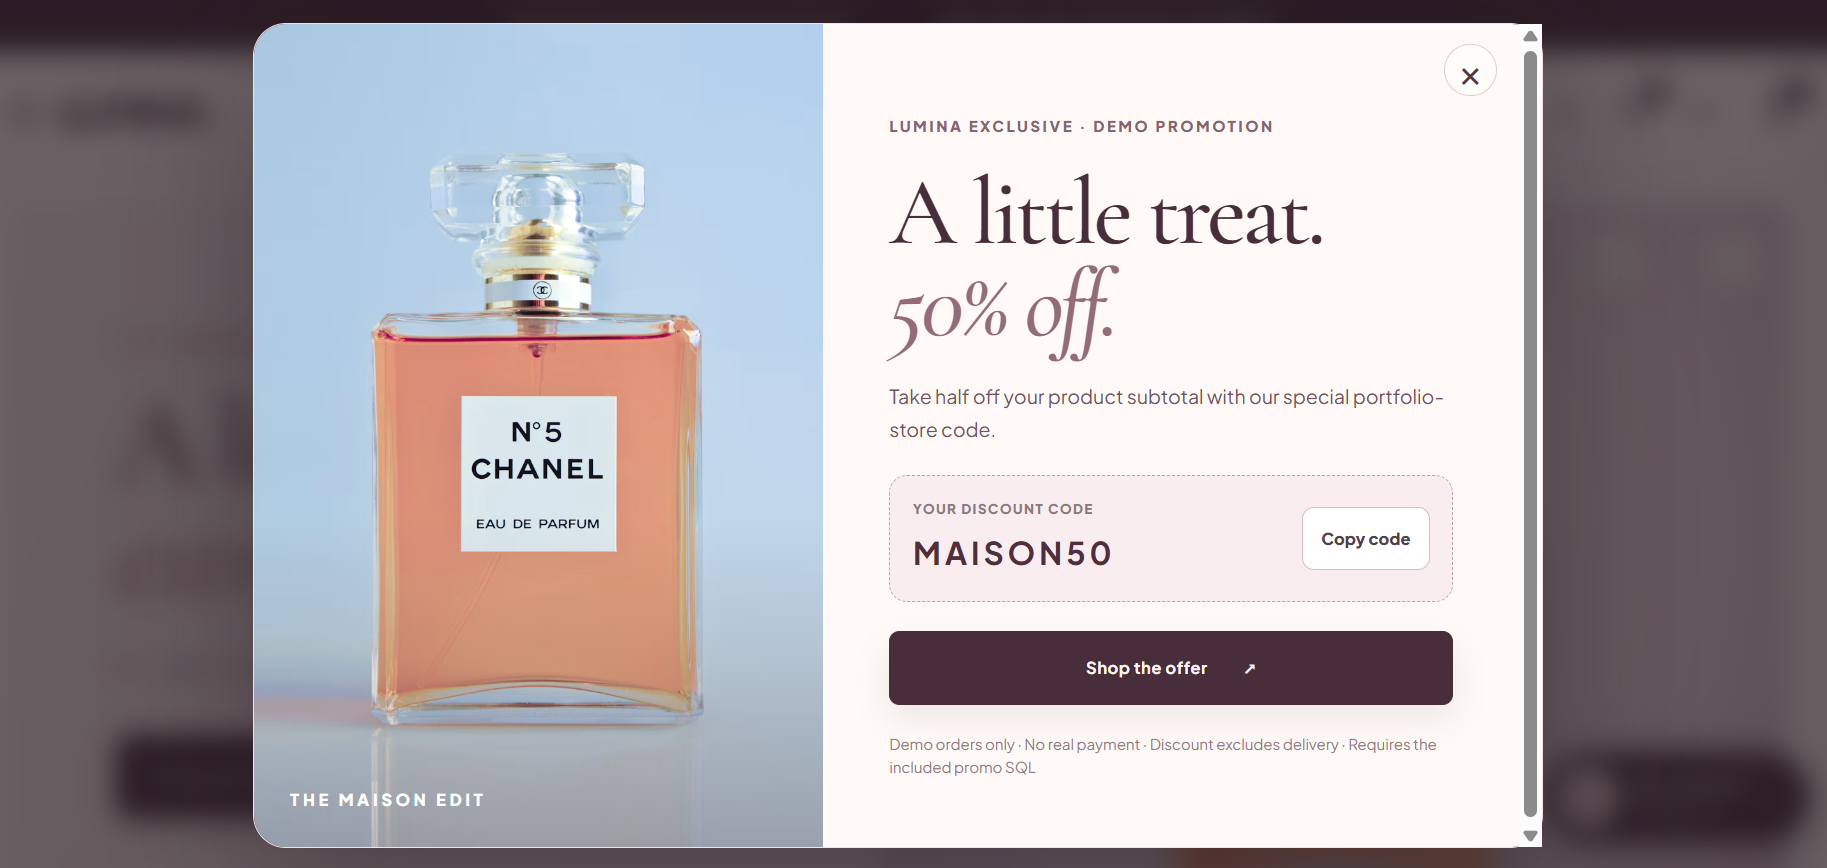 N°5
CHANEL
EAU DE PARFUM
THE MAISON EDIT
LUMINA EXCLUSIVE · DEMO PROMOTION
A little treat.
50% off.
Take half off your product subtotal with our special portfolio-
store code.
YOUR DISCOUNT CODE
MAISON50
Copy code
Shop the offer ↗
Demo orders only · No real payment · Discount excludes delivery · Requires the
included promo SQL